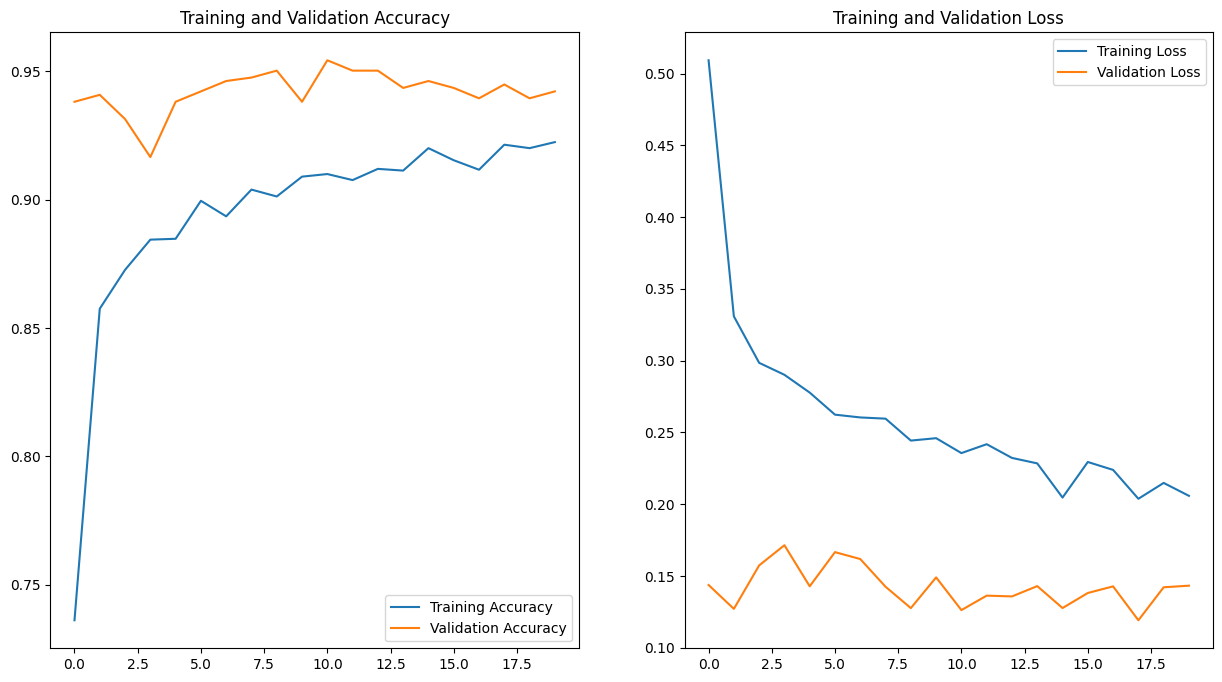 Training and Validation Accuracy
0.95
0.90
0.85
0.80
0.75
Training Accuracy
Validation Accuracy
0.0 2.5 5.0 7.5 10.0 12.5 15.0 17.5
Training and Validation Loss
Training Loss
Validation Loss
0.50
0.45
0.40
0.35
0.30
0.25
0.20
0.15
0.10
0.0 2.5 5.0 7.5 10.0 12.5 15.0 17.5